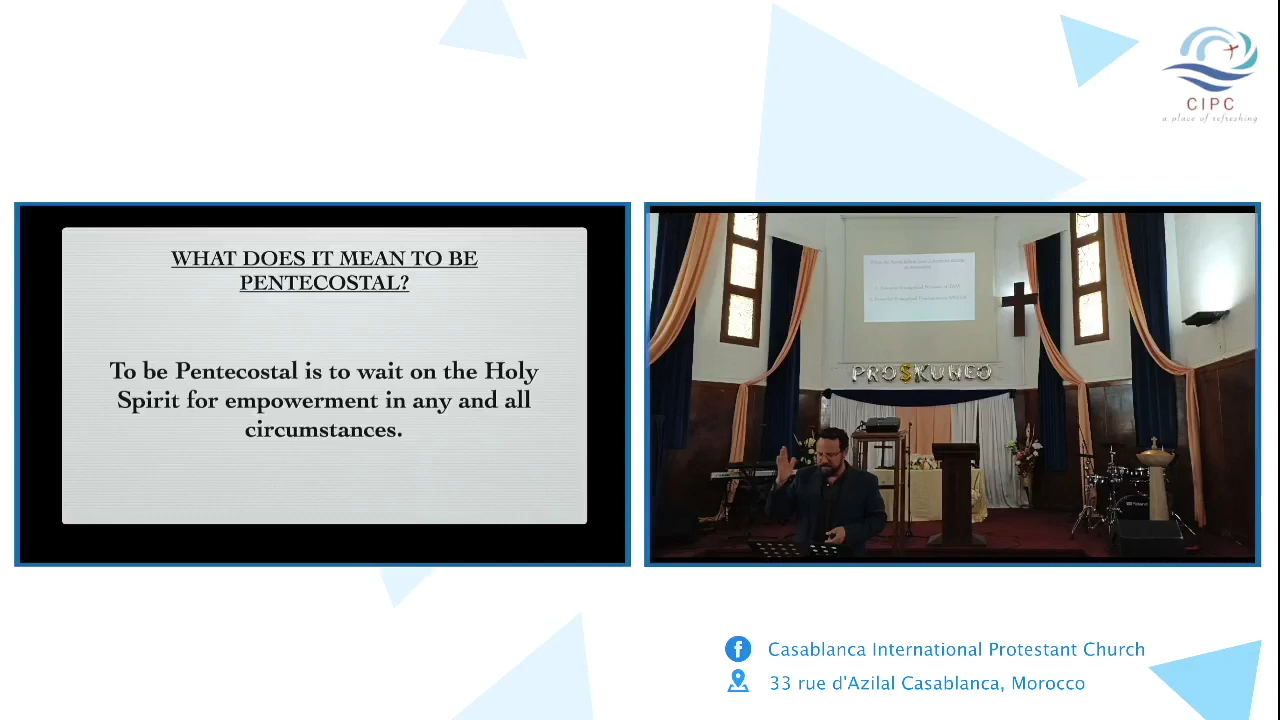 CIPC
a place of refreshing
WHAT DOES IT MEAN TO BE
PENTECOSTAL?
To be Pentecostal is to wait on the Holy
Spirit for empowerment in any and all
circumstances.
PROSKUNEO
Casablanca International Protestant Church
33 rue d'Azilal Casablanca, Morocco